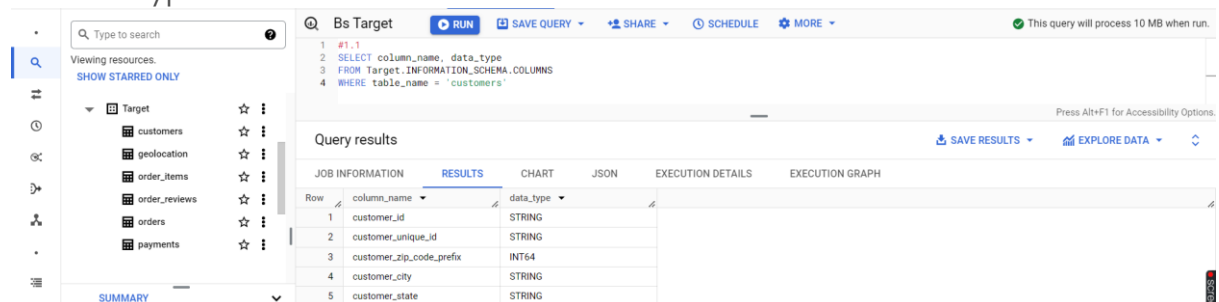 Bs Target RUN SAVE QUERY SHARE SCHEDULE MORE This query will process 10 MB when run.
Type to search
Viewing resources.
SHOW STARRED ONLY
Target
customers
geolocation
order_items
order_reviews
orders
payments
SUMMARY
1 #1.1
2 SELECT column_name, data_type
3 FROM Target.INFORMATION_SCHEMA.COLUMNS
4 WHERE table_name = 'customers'
Press Alt+F1 for Accessibility Options.
Query results SAVE RESULTS EXPLORE DATA
JOB INFORMATION RESULTS CHART JSON EXECUTION DETAILS EXECUTION GRAPH
Row column_name data_type
1 customer_id STRING
2 customer_unique_id STRING
3 customer_zip_code_prefix INT64
4 customer_city STRING
5 customer_state STRING